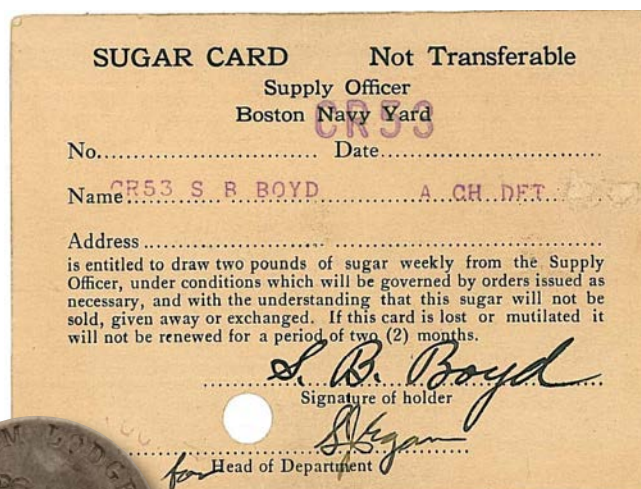 SUGAR CARD Not Transferable
Supply Officer
Boston Navy Yard
CR53
No. Date
Name CR53 S B BOYD A CH DFT
Address
is entitled to draw two pounds of sugar weekly from the Supply
Officer, under conditions which will be governed by orders issued as
necessary, and with the understanding that this sugar will not be
sold, given away or exchanged. If this card is lost or mutilated it
will not be renewed for a period of two (2) months.
S. B. Boyd
Signature of holder
for Head of Department
M LODGE